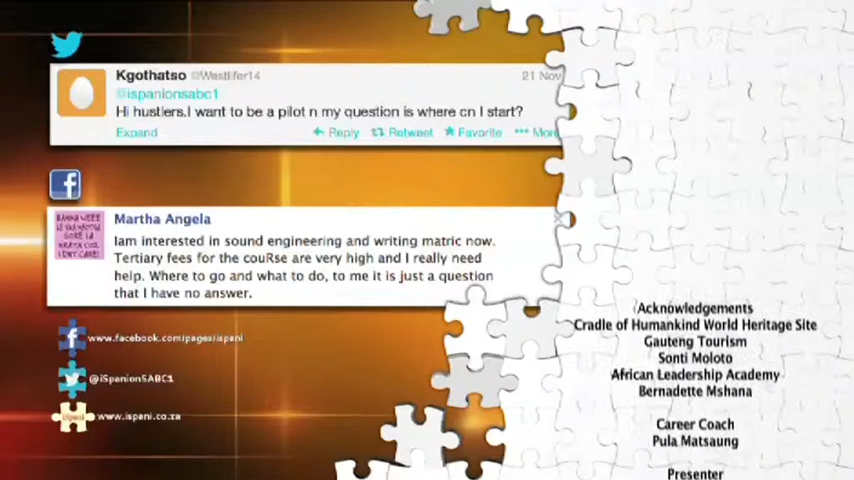 Kgothatso @Westlifer14 21 Nov
@ispanionsabc1
Hi hustlers.I want to be a pilot n my question is where cn I start?
Expand Reply Retweet Favorite More
Martha Angela
Iam interested in sound engineering and writing matric now.
Tertiary fees for the couRse are very high and I really need
help. Where to go and what to do, to me it is just a question
that I have no answer.
www.facebook.com/pages/ispani
@iSpanionSABC1
www.ispani.co.za
Acknowledgements
Cradle of Humankind World Heritage Site
Gauteng Tourism
Sonti Moloto
African Leadership Academy
Bernadette Mshana
Career Coach
Pula Matsaung
Presenter